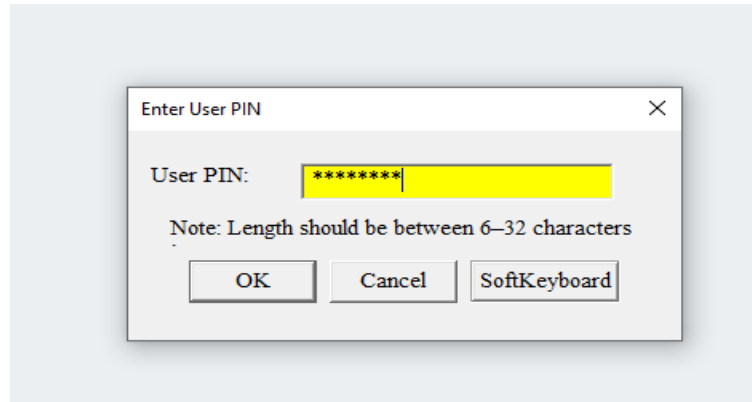 Enter User PIN
User PIN: ********
Note: Length should be between 6–32 characters
OK Cancel SoftKeyboard